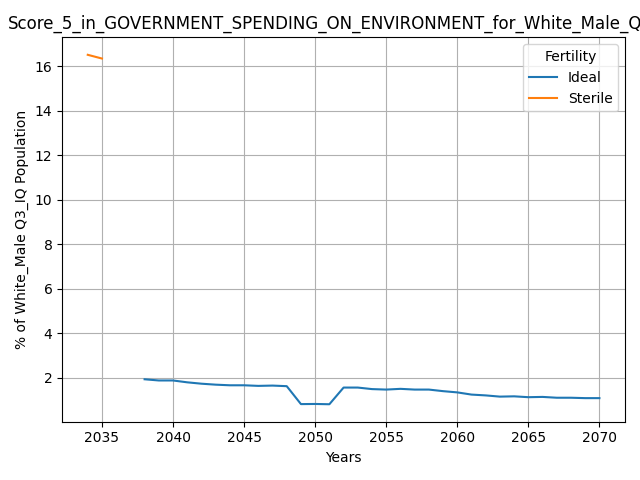 Score_5_in_GOVERNMENT_SPENDING_ON_ENVIRONMENT_for_White_Male_Q
Fertility
Ideal
Sterile
% of White_Male Q3_IQ Population
16
14
12
10
8
6
4
2
2035 2040 2045 2050 2055 2060 2065 2070
Years